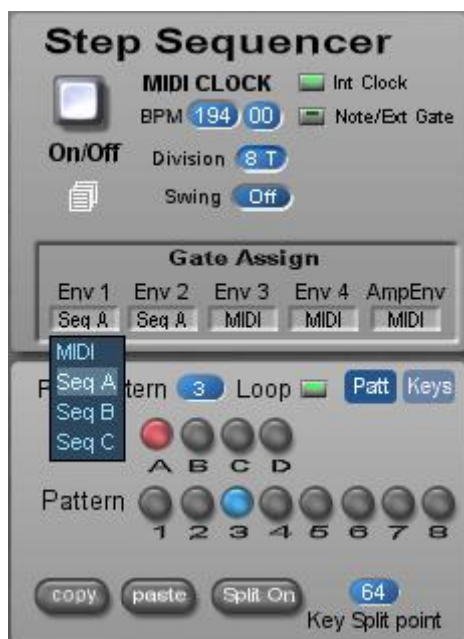 Step Sequencer
MIDI CLOCK
Int Clock
BPM 194 00
Note/Ext Gate
On/Off
Division 8 T
Swing Off
Gate Assign
Env 1 Env 2 Env 3 Env 4 AmpEnv
Seq A Seq A MIDI MIDI MIDI
MIDI
Seq A
Seq B
Seq C
tern 3 Loop Patt Keys
A B C D
Pattern
1 2 3 4 5 6 7 8
copy paste Split On 64
Key Split point